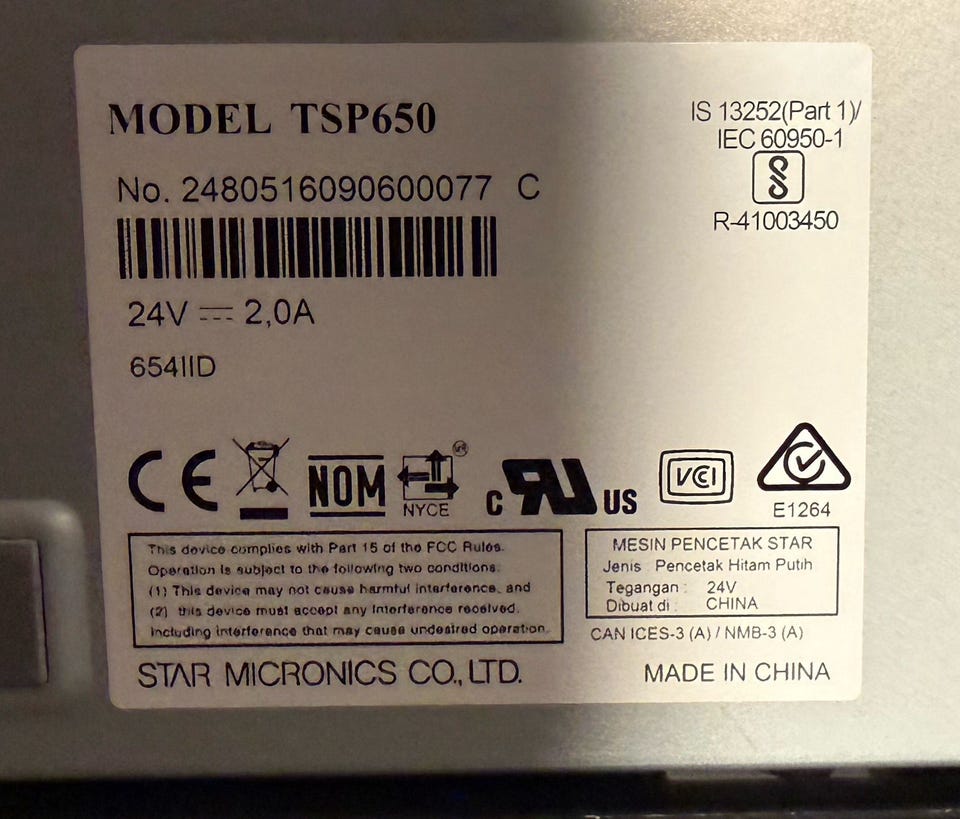 MODEL TSP650
IS 13252(Part 1)/
IEC 60950-1
No. 2480516090600077 C
R-41003450
24V 2,0A
654IID
CE
NOM
NYCE
C RU US
VCI
E1264
This device complies with Part 15 of the FCC Rules.
Operation is subject to the following two conditions:
(1) This device may not cause harmful interference, and
(2) this device must accept any interference received,
including interference that may cause undesired operation.
MESIN PENCETAK STAR
Jenis : Pencetak Hitam Putih
Tegangan : 24V
Dibuat di : CHINA
CAN ICES-3 (A) / NMB-3 (A)
STAR MICRONICS CO., LTD.
MADE IN CHINA